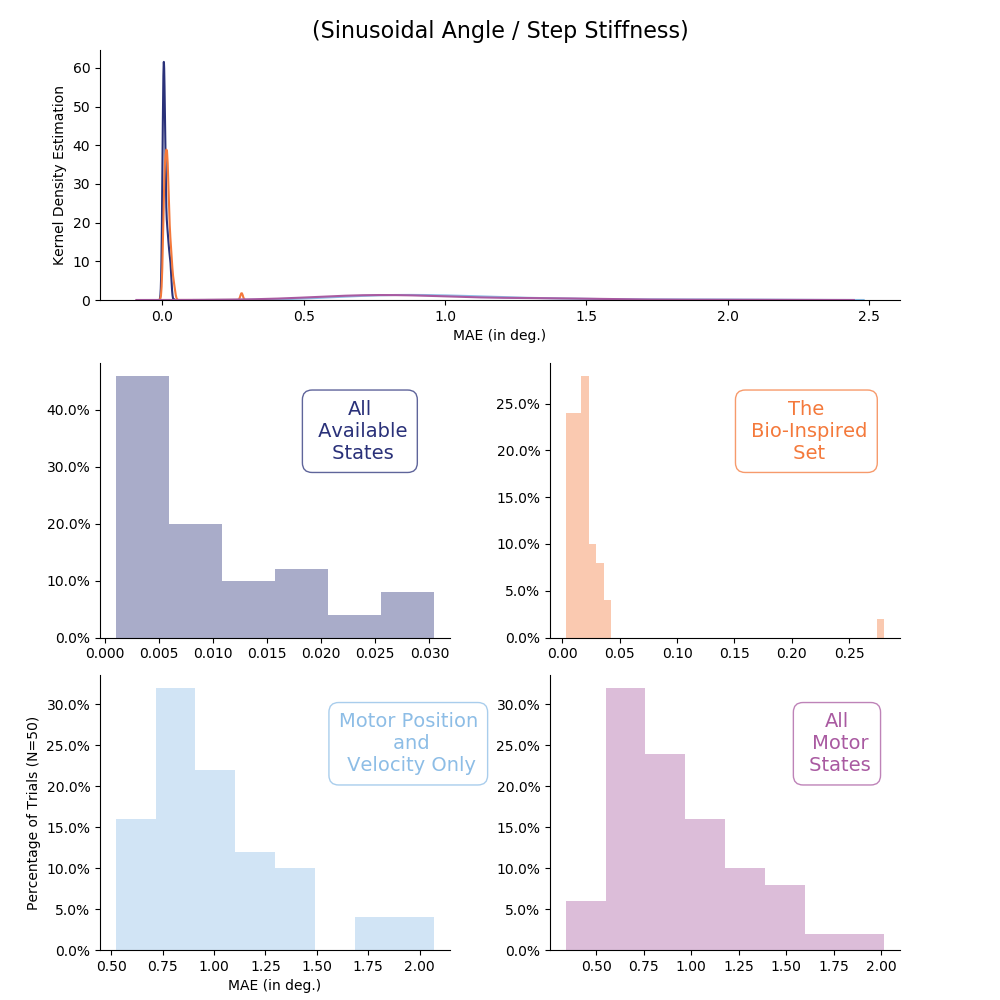 (Sinusoidal Angle / Step Stiffness)
Kernel Density Estimation
60
50
40
30
20
10
0
0.0 0.5 1.0 1.5 2.0 2.5
MAE (in deg.)
All
Available
States
40.0%
30.0%
20.0%
10.0%
0.0%
0.000 0.005 0.010 0.015 0.020 0.025 0.030
The
Bio-Inspired
Set
25.0%
20.0%
15.0%
10.0%
5.0%
0.0%
0.00 0.05 0.10 0.15 0.20 0.25
Motor Position
and
Velocity Only
Percentage of Trials (N=50)
30.0%
25.0%
20.0%
15.0%
10.0%
5.0%
0.0%
0.50 0.75 1.00 1.25 1.50 1.75 2.00
MAE (in deg.)
All
Motor
States
30.0%
25.0%
20.0%
15.0%
10.0%
5.0%
0.0%
0.50 0.75 1.00 1.25 1.50 1.75 2.00